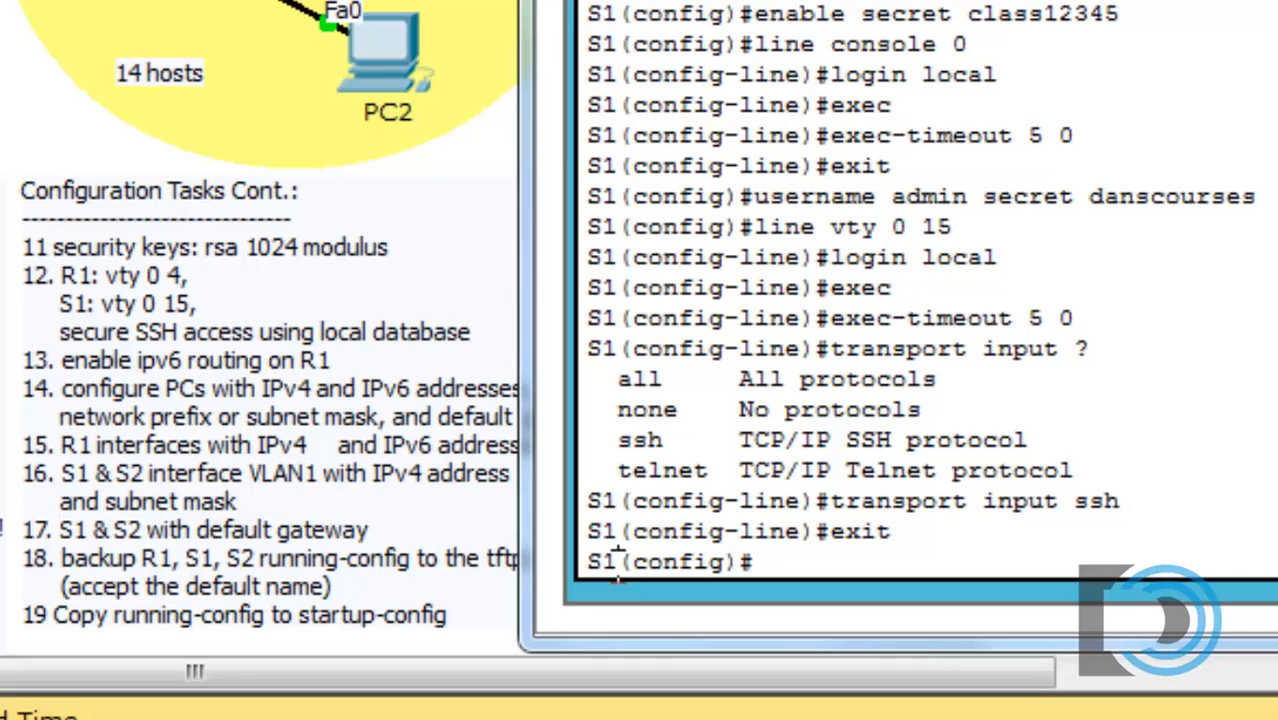 Fa0
14 hosts
PC2
Configuration Tasks Cont.:
--------------------------------
11 security keys: rsa 1024 modulus
12. R1: vty 0 4,
S1: vty 0 15,
secure SSH access using local database
13. enable ipv6 routing on R1
14. configure PCs with IPv4 and IPv6 addresses
network prefix or subnet mask, and default
15. R1 interfaces with IPv4 and IPv6 address
16. S1 & S2 interface VLAN1 with IPv4 address
and subnet mask
17. S1 & S2 with default gateway
18. backup R1, S1, S2 running-config to the tftp
(accept the default name)
19 Copy running-config to startup-config
S1(config)#enable secret class12345
S1(config)#line console 0
S1(config-line)#login local
S1(config-line)#exec
S1(config-line)#exec-timeout 5 0
S1(config-line)#exit
S1(config)#username admin secret danscourses
S1(config)#line vty 0 15
S1(config-line)#login local
S1(config-line)#exec
S1(config-line)#exec-timeout 5 0
S1(config-line)#transport input ?
all All protocols
none No protocols
ssh TCP/IP SSH protocol
telnet TCP/IP Telnet protocol
S1(config-line)#transport input ssh
S1(config-line)#exit
S1(config)#
Time